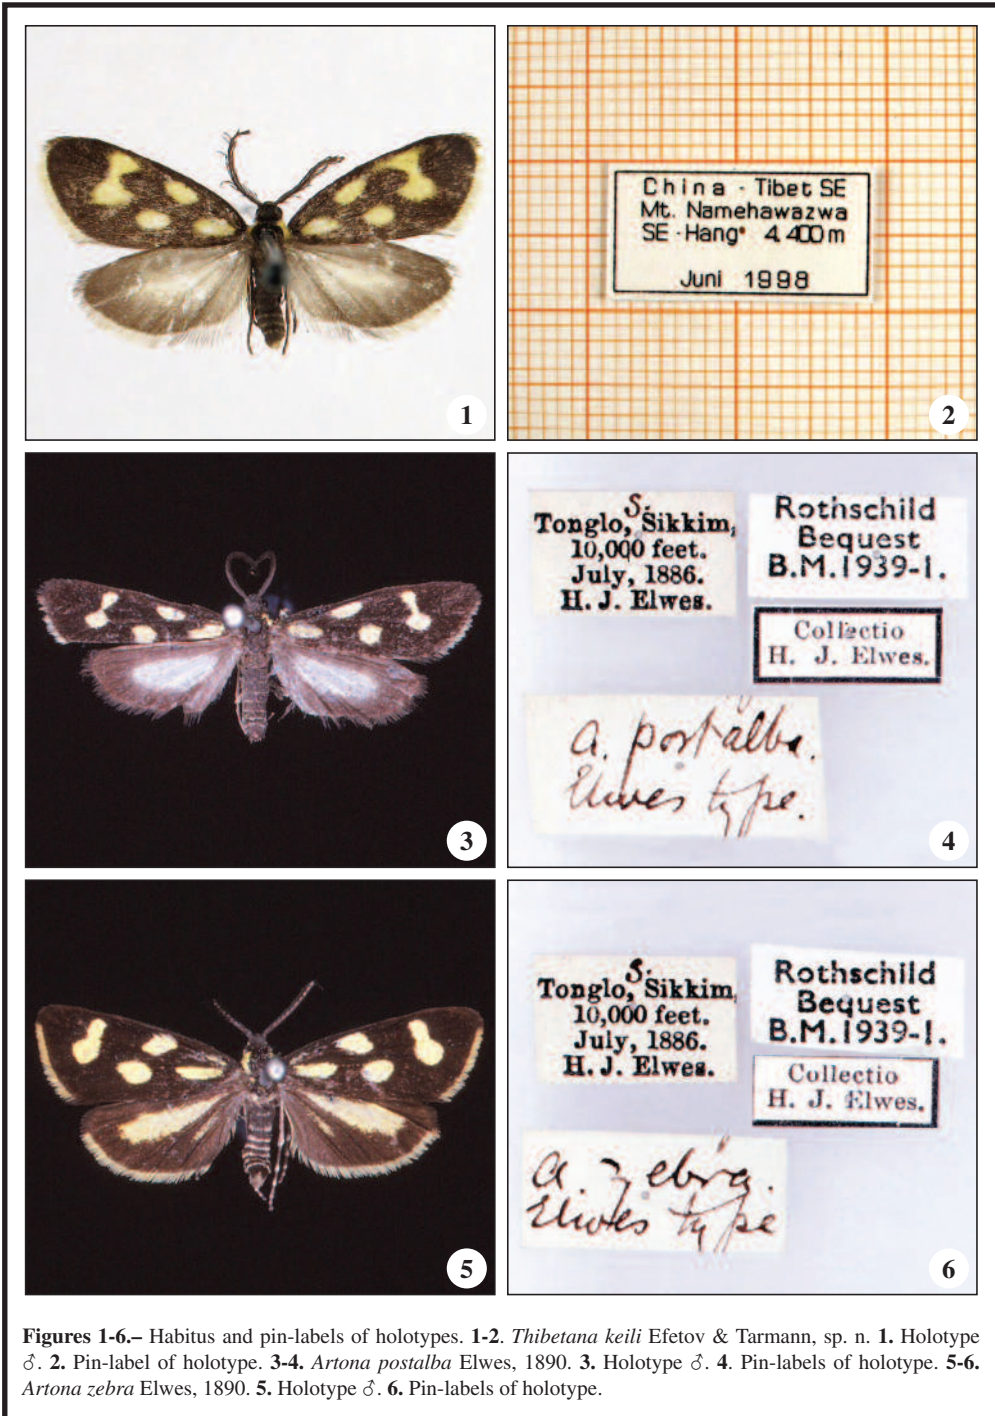 1
China - Tibet SE
Mt. Namehawazwa
SE-Hang 4.400m
Juni 1998
2
3
S.
Tonglo, Sikkim,
10,000 feet.
July, 1886.
H. J. Elwes.
Rothschild
Bequest
B.M.1939-1.
Collectio
H. J. Elwes.
a. postalba.
Elwes type.
4
5
S.
Tonglo, Sikkim,
10,000 feet.
July, 1886.
H. J. Elwes.
Rothschild
Bequest
B.M.1939-1.
Collectio
H. J. Elwes.
a. zebra.
Elwes type
6
Figures 1-6.– Habitus and pin-labels of holotypes. 1-2. Thibetana keili Efetov & Tarmann, sp. n. 1. Holotype
♂. 2. Pin-label of holotype. 3-4. Artona postalba Elwes, 1890. 3. Holotype ♂. 4. Pin-labels of holotype. 5-6.
Artona zebra Elwes, 1890. 5. Holotype ♂. 6. Pin-labels of holotype.